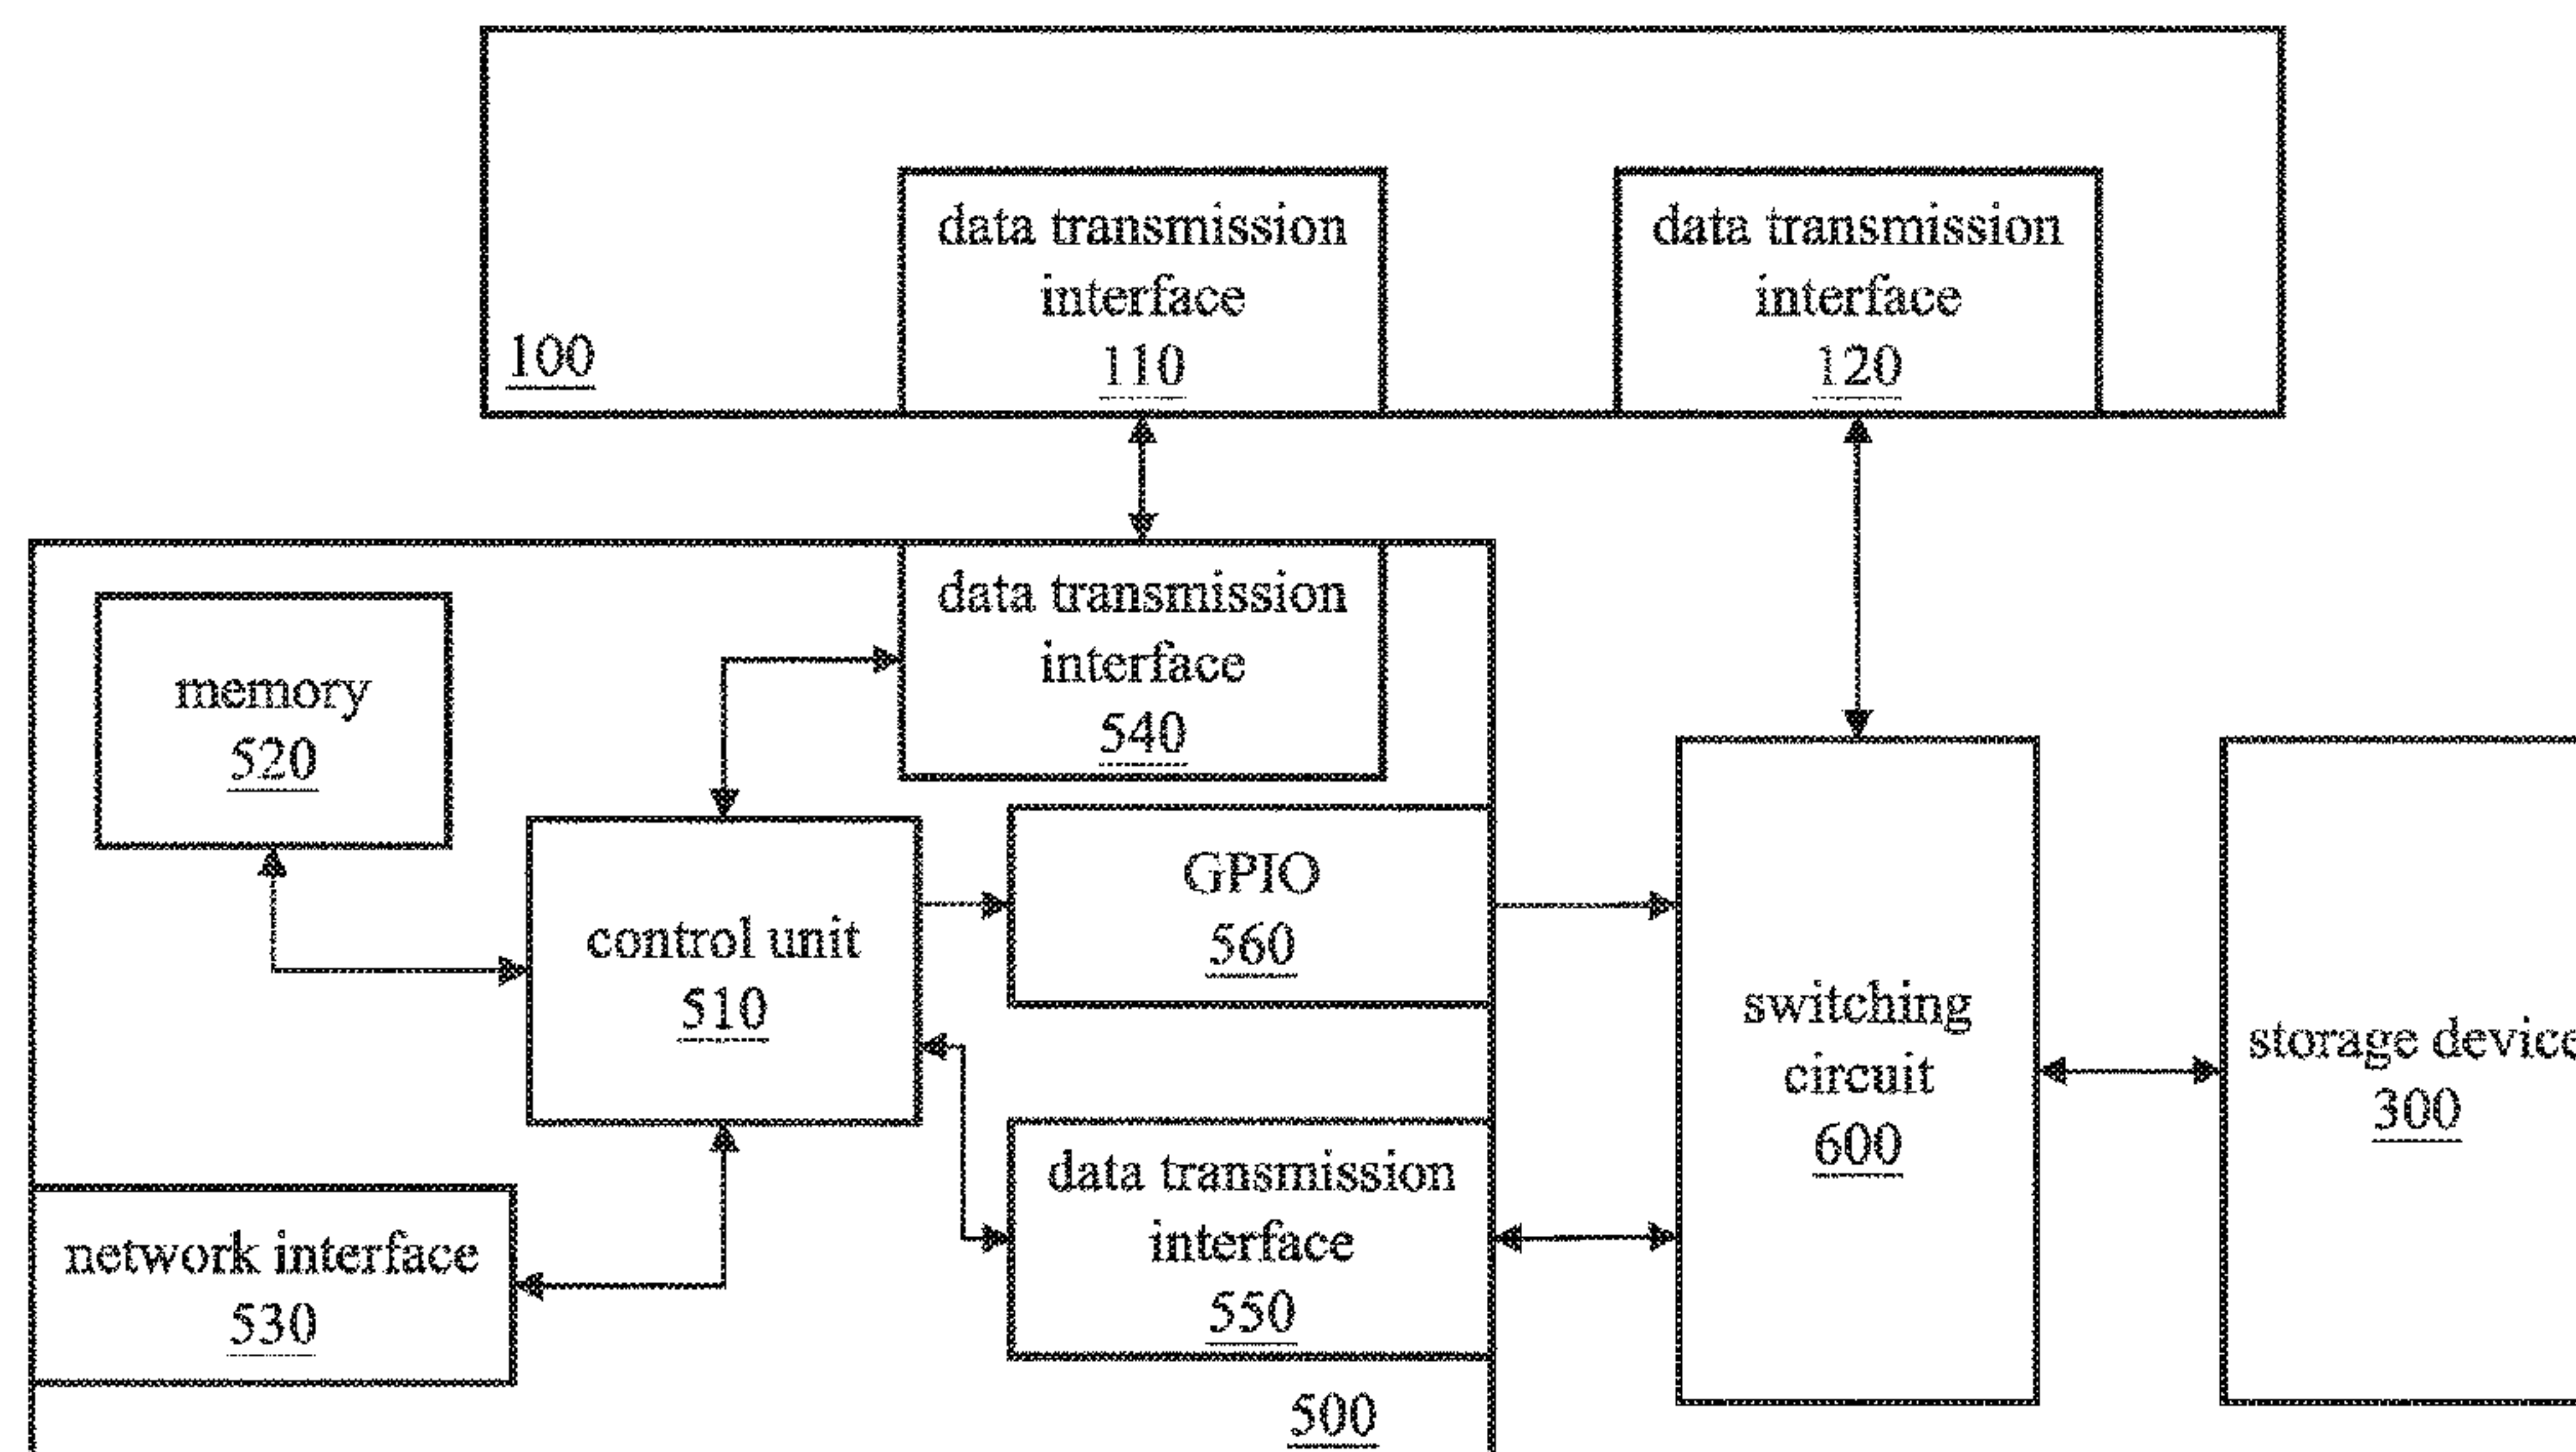 data transmission
interface
110
data transmission
interface
120
100
data transmission
interface
540
memory
520
GPIO
560
control unit
510
switching
circuit
600
storage device
300
data transmission
interface
550
network interface
530
500